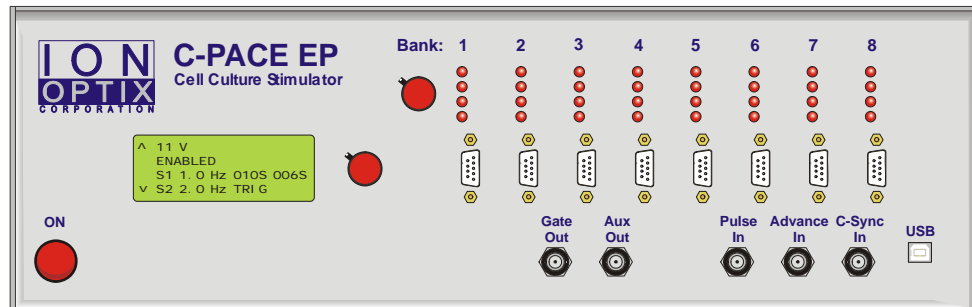 ION
OPTIX
CORPORATION
C-PACE EP
Cell Culture Stimulator
Bank: 1 2 3 4 5 6 7 8
^ 11 V
ENABLED
S1 1.0 Hz 010S 006S
v S2 2.0 Hz TRIG
ON
Gate Out
Aux Out
Pulse In
Advance In
C-Sync In
USB